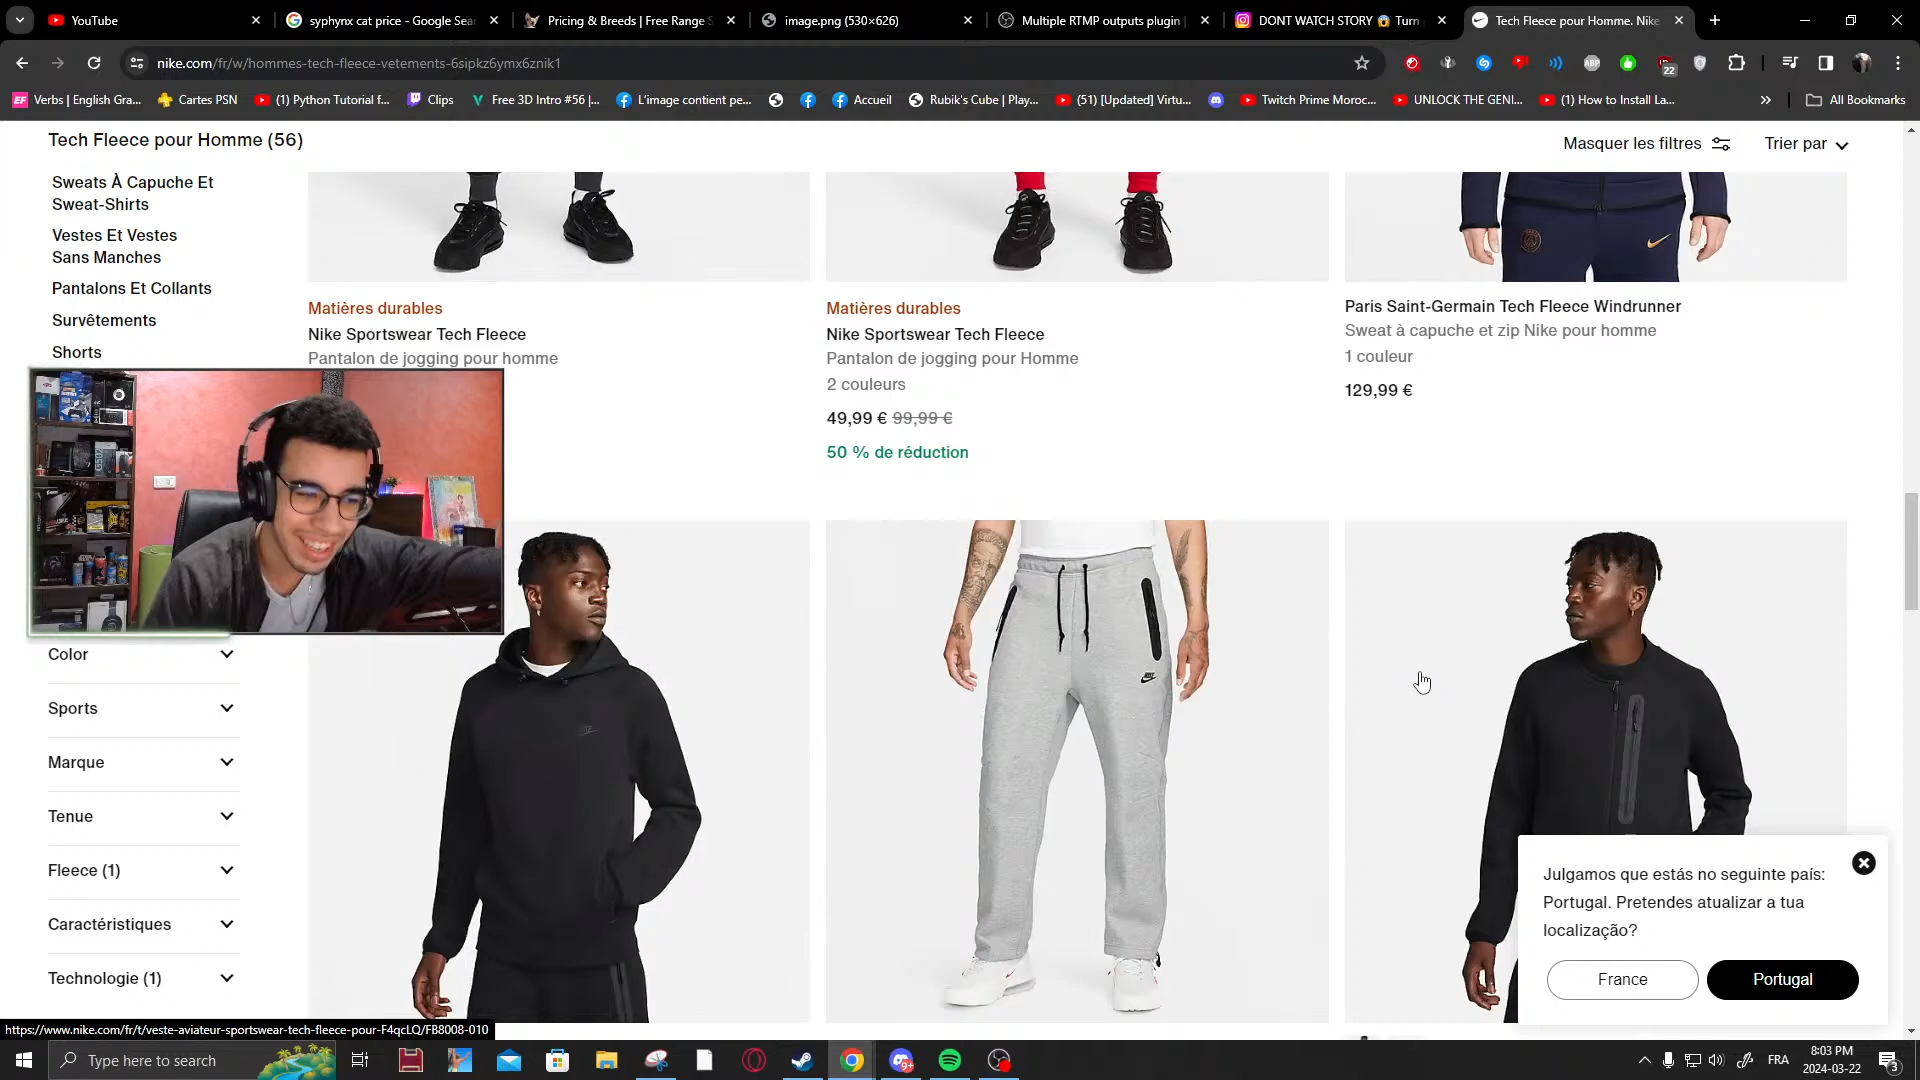 YouTube
syphynx cat price - Google Sea
Pricing & Breeds | Free Range S
image.png (530×626)
Multiple RTMP outputs plugin |
DONT WATCH STORY 😱 Turn
Tech Fleece pour Homme. Nike
nike.com/fr/w/hommes-tech-fleece-vetements-6sipkz6ymx6znik1
ABP
22
EF Verbs | English Gra...
Cartes PSN
(1) Python Tutorial f...
Clips
Free 3D Intro #56 |...
L'image contient pe...
Accueil
Rubik's Cube | Play...
(51) [Updated] Virtu...
Twitch Prime Moroc...
UNLOCK THE GENI...
(1) How to Install La...
All Bookmarks
Tech Fleece pour Homme (56)
Masquer les filtres
Trier par
Sweats À Capuche Et
Sweat-Shirts
Vestes Et Vestes
Sans Manches
Pantalons Et Collants
Survêtements
Shorts
Matières durables
Nike Sportswear Tech Fleece
Pantalon de jogging pour homme
Matières durables
Nike Sportswear Tech Fleece
Pantalon de jogging pour Homme
2 couleurs
49,99 € 99,99 €
50 % de réduction
Paris Saint-Germain Tech Fleece Windrunner
Sweat à capuche et zip Nike pour homme
1 couleur
129,99 €
Color
Sports
Marque
Tenue
Fleece (1)
Caractéristiques
Technologie (1)
Julgamos que estás no seguinte país:
Portugal. Pretendes atualizar a tua
localização?
France
Portugal
https://www.nike.com/fr/t/veste-aviateur-sportswear-tech-fleece-pour-F4qcLQ/FB8008-010
Type here to search
9+
FRA
8:03 PM
2024-03-22
3